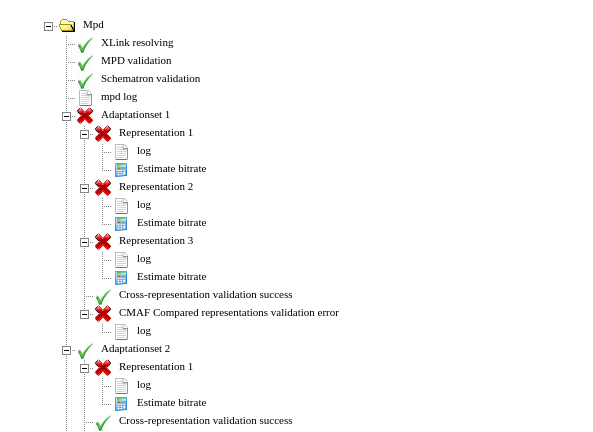 Mpd
XLink resolving
MPD validation
Schematron validation
mpd log
Adaptationset 1
Representation 1
log
Estimate bitrate
Representation 2
log
Estimate bitrate
Representation 3
log
Estimate bitrate
Cross-representation validation success
CMAF Compared representations validation error
log
Adaptationset 2
Representation 1
log
Estimate bitrate
Cross-representation validation success